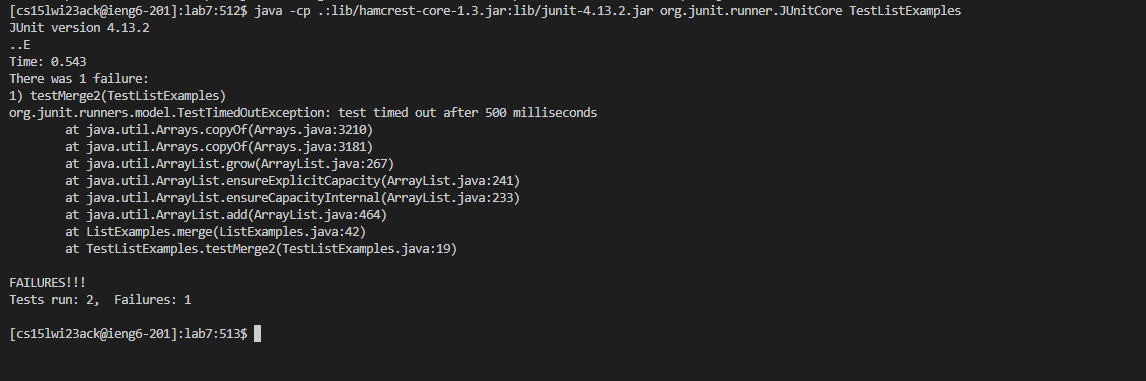 [cs15lwi23ack@ieng6-201]:lab7:512$ java -cp .:lib/hamcrest-core-1.3.jar:lib/junit-4.13.2.jar org.junit.runner.JUnitCore TestListExamples
JUnit version 4.13.2
..E
Time: 0.543
There was 1 failure:
1) testMerge2(TestListExamples)
org.junit.runners.model.TestTimedOutException: test timed out after 500 milliseconds
        at java.util.Arrays.copyOf(Arrays.java:3210)
        at java.util.Arrays.copyOf(Arrays.java:3181)
        at java.util.ArrayList.grow(ArrayList.java:267)
        at java.util.ArrayList.ensureExplicitCapacity(ArrayList.java:241)
        at java.util.ArrayList.ensureCapacityInternal(ArrayList.java:233)
        at java.util.ArrayList.add(ArrayList.java:464)
        at ListExamples.merge(ListExamples.java:42)
        at TestListExamples.testMerge2(TestListExamples.java:19)

FAILURES!!!
Tests run: 2,  Failures: 1

[cs15lwi23ack@ieng6-201]:lab7:513$